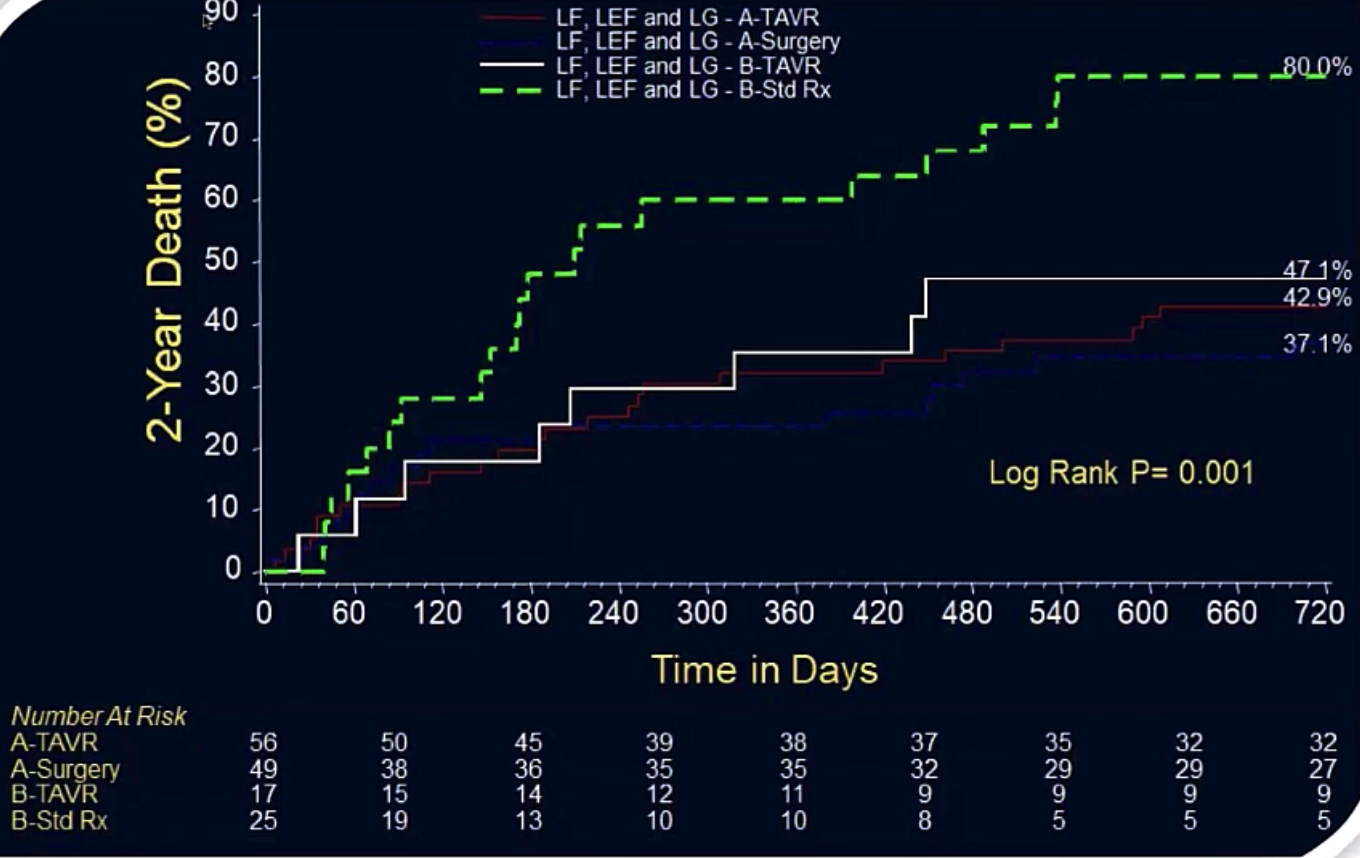 LF, LEF and LG - A-TAVR
LF, LEF and LG - A-Surgery
LF, LEF and LG - B-TAVR
LF, LEF and LG - B-Std Rx
2-Year Death (%)
90
80
70
60
50
40
30
20
10
0
80.0%
47.1%
42.9%
37.1%
Log Rank P= 0.001
0 60 120 180 240 300 360 420 480 540 600 660 720
Time in Days
Number At Risk
A-TAVR 56 50 45 39 38 37 35 32 32
A-Surgery 49 38 36 35 35 32 29 29 27
B-TAVR 17 15 14 12 11 9 9 9 9
B-Std Rx 25 19 13 10 10 8 5 5 5